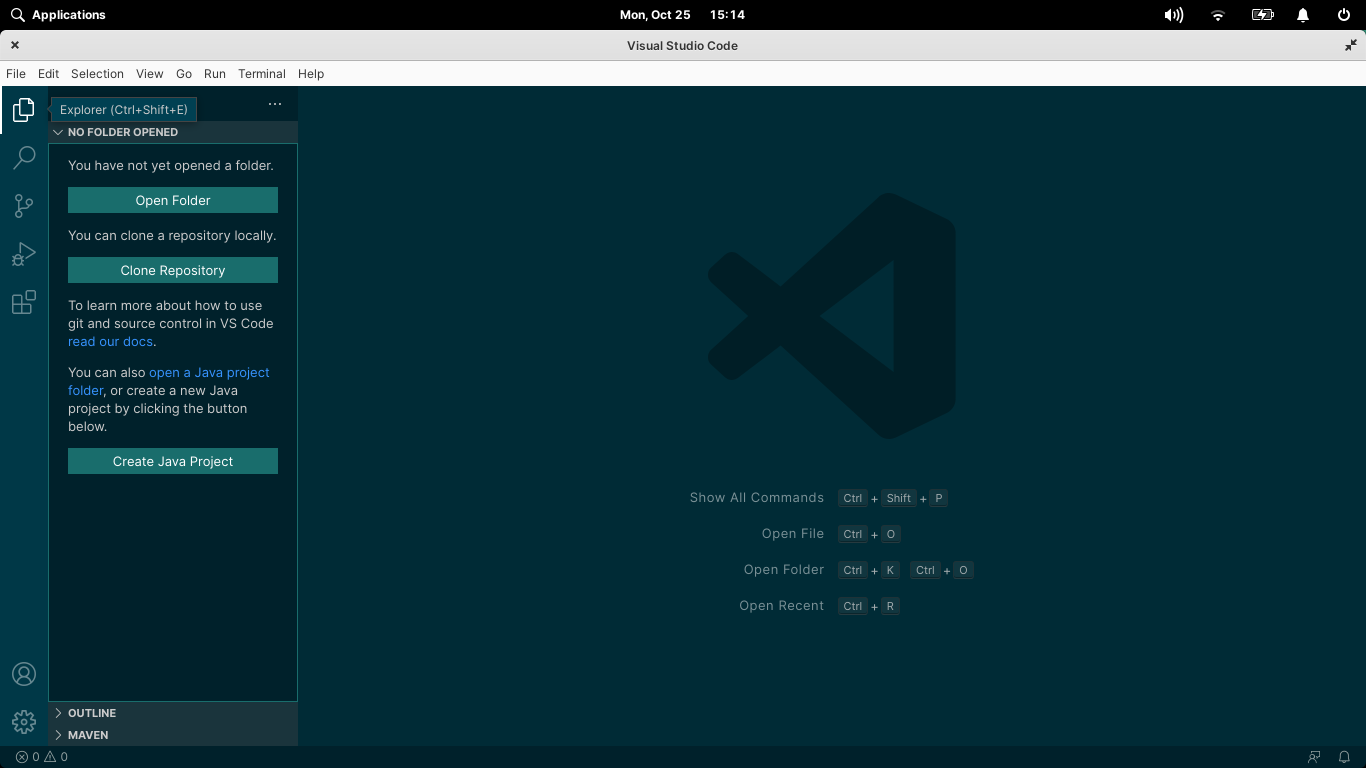 Applications
Mon, Oct 25 15:14
Visual Studio Code
File Edit Selection View Go Run Terminal Help
Explorer (Ctrl+Shift+E)
NO FOLDER OPENED
You have not yet opened a folder.
Open Folder
You can clone a repository locally.
Clone Repository
To learn more about how to use
git and source control in VS Code
read our docs.
You can also open a Java project
folder, or create a new Java
project by clicking the button
below.
Create Java Project
Show All Commands Ctrl + Shift + P
Open File Ctrl + O
Open Folder Ctrl + K Ctrl + O
Open Recent Ctrl + R
OUTLINE
MAVEN
0 0